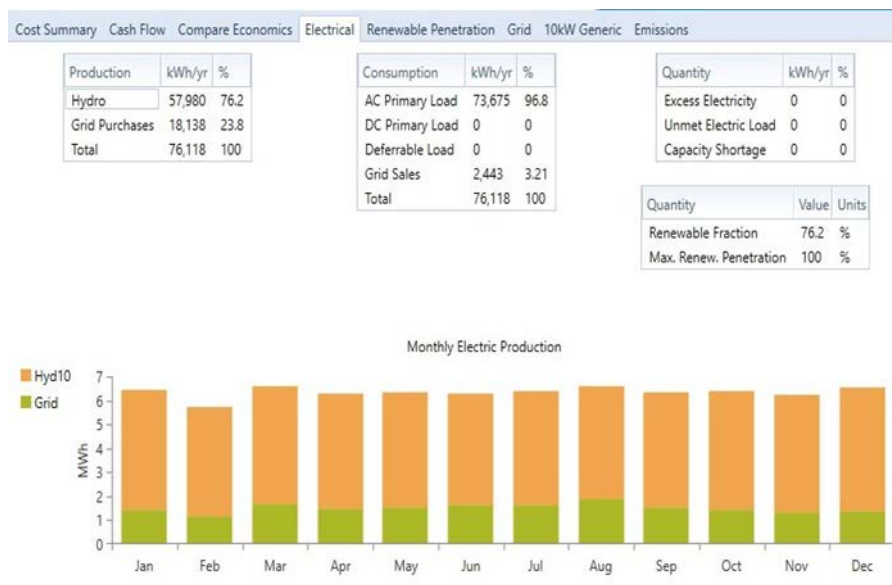 Cost Summary Cash Flow Compare Economics Electrical Renewable Penetration Grid 10kW Generic Emissions
Production kWh/yr %
Hydro 57,980 76.2
Grid Purchases 18,138 23.8
Total 76,118 100
Consumption kWh/yr %
AC Primary Load 73,675 96.8
DC Primary Load 0 0
Deferrable Load 0 0
Grid Sales 2,443 3.21
Total 76,118 100
Quantity kWh/yr %
Excess Electricity 0 0
Unmet Electric Load 0 0
Capacity Shortage 0 0
Quantity Value Units
Renewable Fraction 76.2 %
Max. Renew. Penetration 100 %
Monthly Electric Production
Hyd10
Grid
MWh
7
6
5
4
3
2
1
0
Jan Feb Mar Apr May Jun Jul Aug Sep Oct Nov Dec